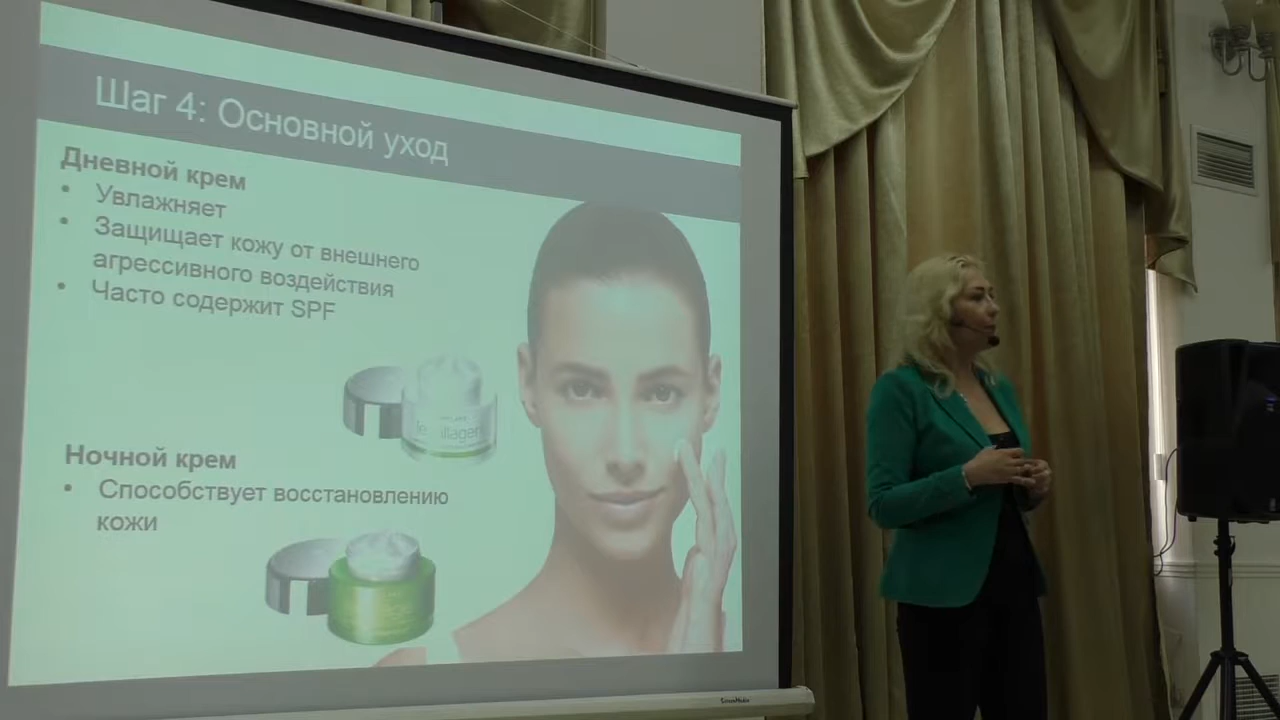 Шаг 4: Основной уход
Дневной крем
• Увлажняет
• Защищает кожу от внешнего
агрессивного воздействия
• Часто содержит SPF
Ночной крем
• Способствует восстановлению
кожи